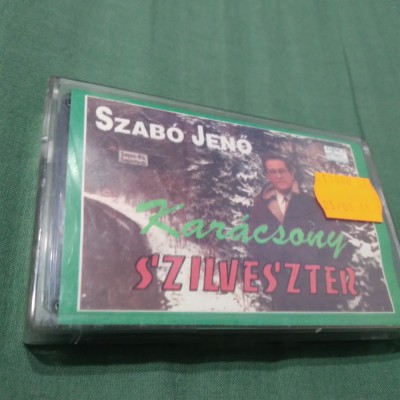 SZABÓ JENŐ
Karácsony
SZILVESZTER